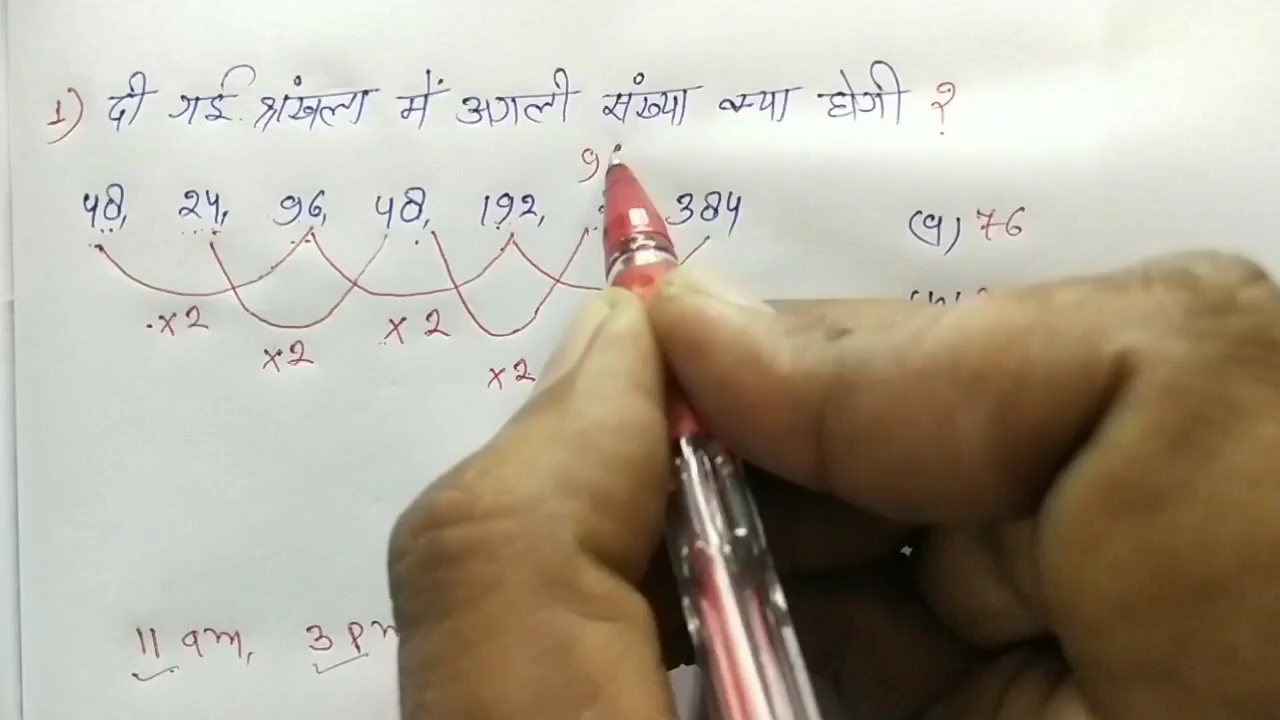 1) दी गई श्रंखला में अगली संख्या क्या होगी ?
9
48, 24, 96, 48, 192, 384
(a) 76
×2 ×2
×2 ×2
11 am, 3 pm